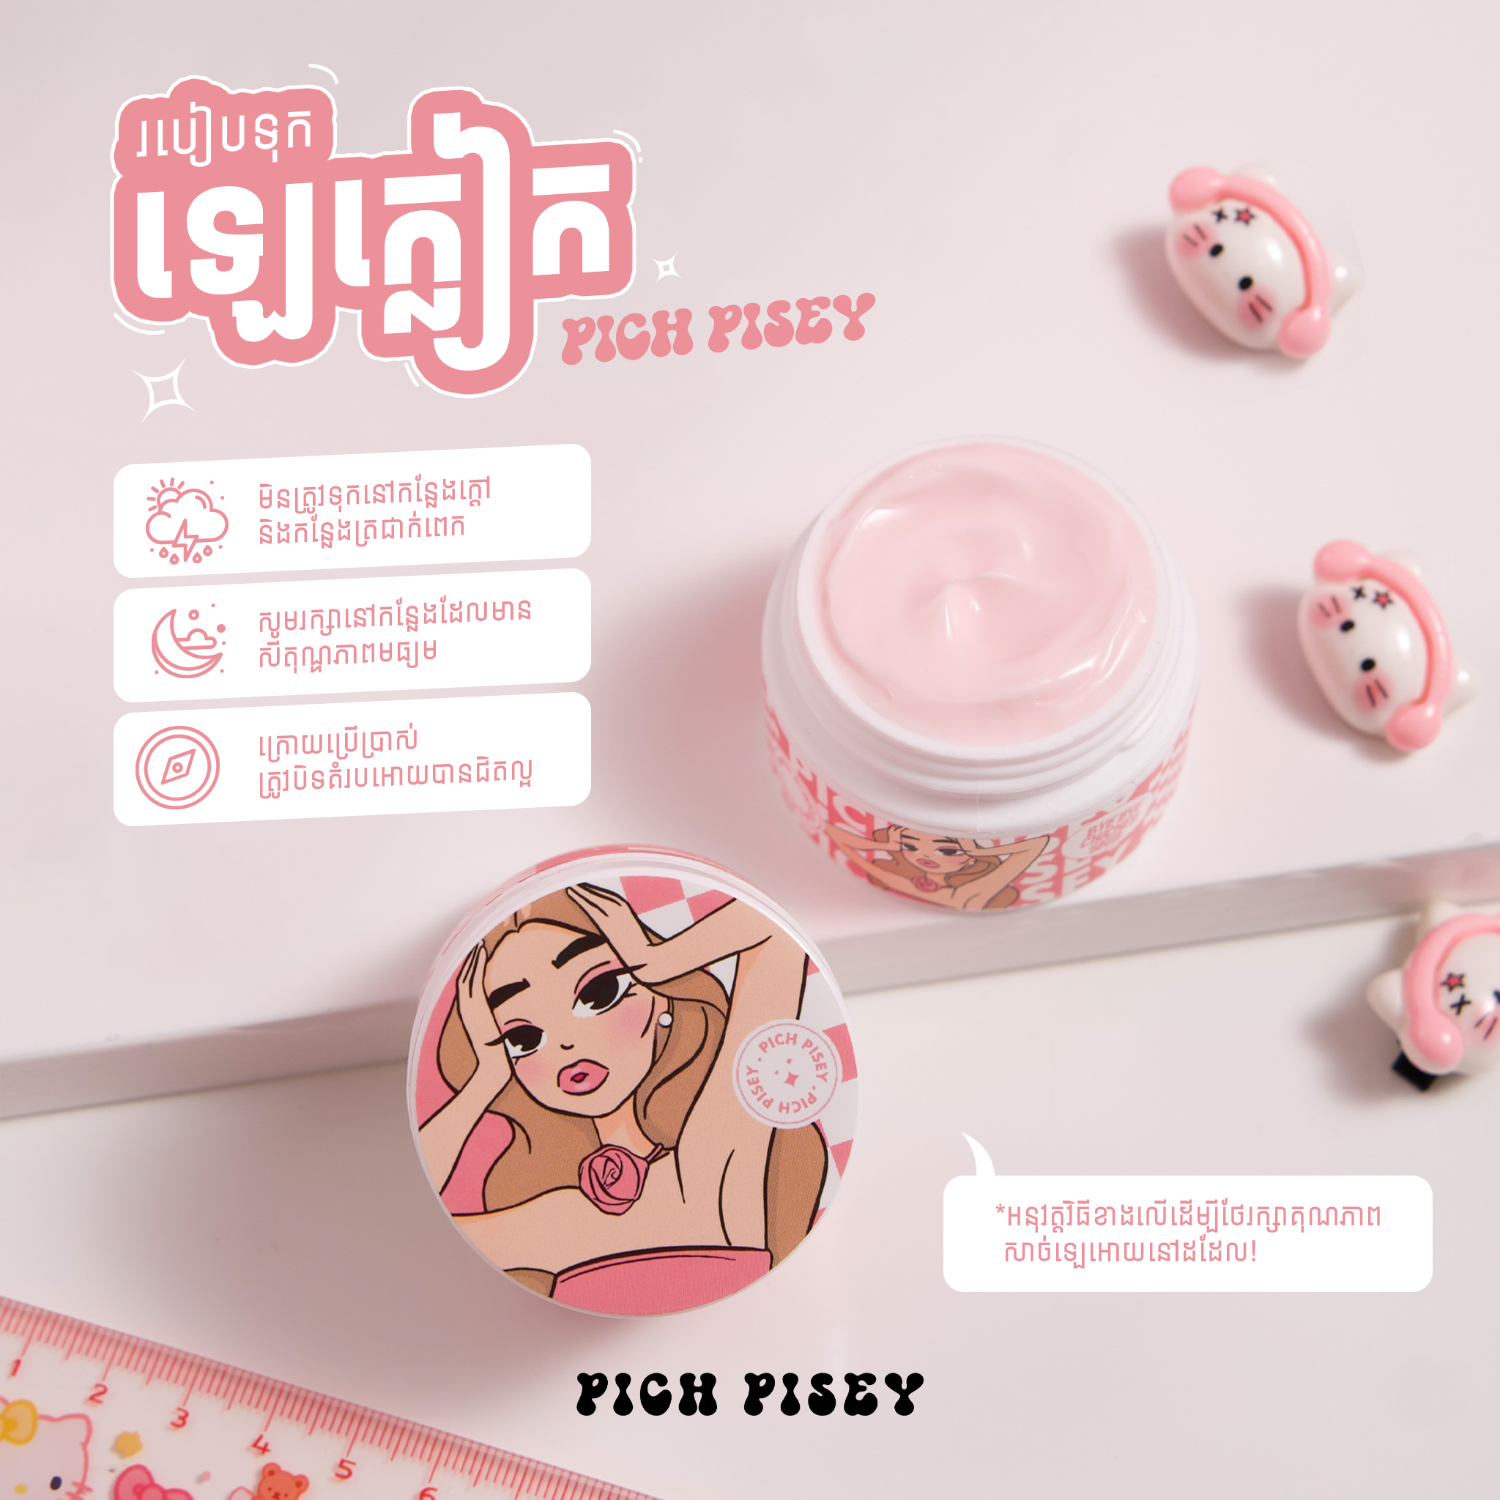 របៀបទុក
ឡេក្លៀក
PICH PISEY
មិនត្រូវទុកនៅកន្លែងក្តៅ
និងកន្លែងត្រជាក់ពេក
សូមរក្សានៅកន្លែងដែលមាន
សីតុណ្ហភាពមធ្យម
ក្រោយប្រើប្រាស់
ត្រូវបិទគំរបអោយបានជិតល្អ
PICH PISEY . PICH PISEY .
*អនុវត្តវិធីខាងលើដើម្បីថែរក្សាគុណភាព
សាច់ឡេអោយនៅដដែល!
PICH PISEY
1 2 3 4 5 6